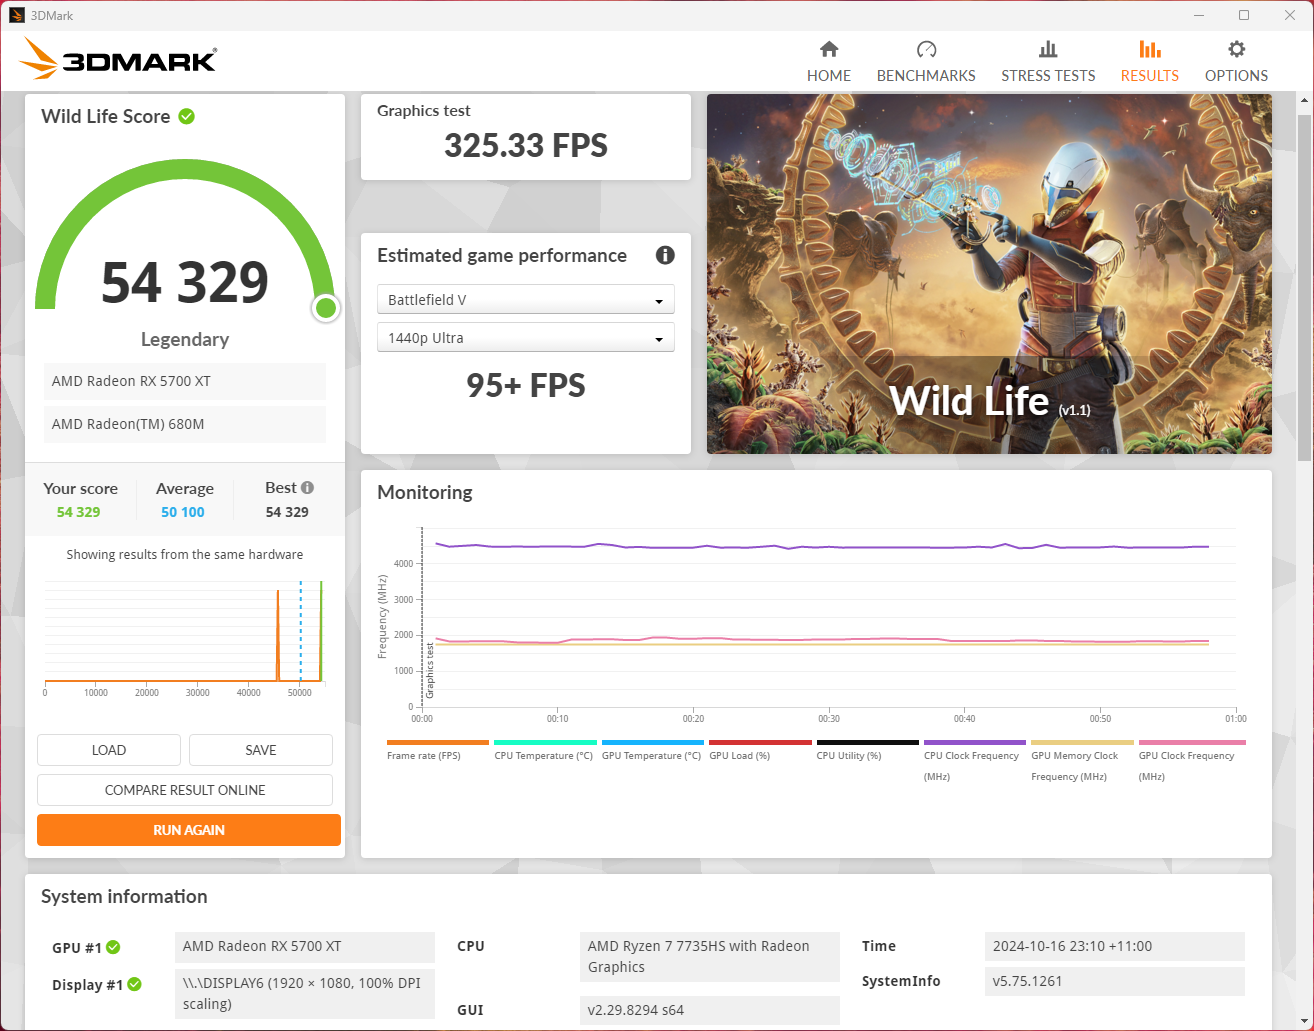 3DMark
3DMARK®
HOME
BENCHMARKS
STRESS TESTS
RESULTS
OPTIONS
Wild Life Score
54 329
Legendary
AMD Radeon RX 5700 XT
AMD Radeon(TM) 680M
Your score
54 329
Average
50 100
Best
54 329
Showing results from the same hardware
0 10000 20000 30000 40000 50000
LOAD
SAVE
COMPARE RESULT ONLINE
RUN AGAIN
Graphics test
325.33 FPS
Estimated game performance
Battlefield V
1440p Ultra
95+ FPS
Wild Life (v1.1)
Monitoring
Frequency (MHz)
4000
3000
2000
1000
0
Graphics test
00:00 00:10 00:20 00:30 00:40 00:50 01:00
Frame rate (FPS)
CPU Temperature (°C)
GPU Temperature (°C)
GPU Load (%)
CPU Utility (%)
CPU Clock Frequency
(MHz)
GPU Memory Clock
Frequency (MHz)
GPU Clock Frequency
(MHz)
System information
GPU #1
AMD Radeon RX 5700 XT
Display #1
\\.\DISPLAY6 (1920 × 1080, 100% DPI
scaling)
CPU
AMD Ryzen 7 7735HS with Radeon
Graphics
GUI
v2.29.8294 s64
Time
2024-10-16 23:10 +11:00
SystemInfo
v5.75.1261